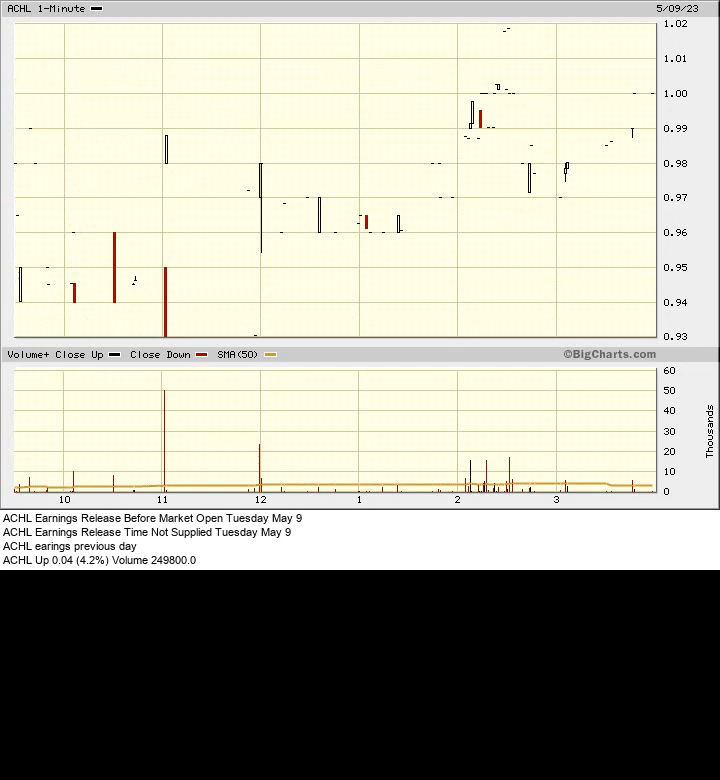 ACHL 1-Minute 5/09/23
1.02
1.01
1.00
0.99
0.98
0.97
0.96
0.95
0.94
0.93
Volume+ Close Up Close Down SMA(50) ©BigCharts.com
60
50
40
30
20
10
0
Thousands
10 11 12 1 2 3
ACHL Earnings Release Before Market Open Tuesday May 9
ACHL Earnings Release Time Not Supplied Tuesday May 9
ACHL earings previous day
ACHL Up 0.04 (4.2%) Volume 249800.0